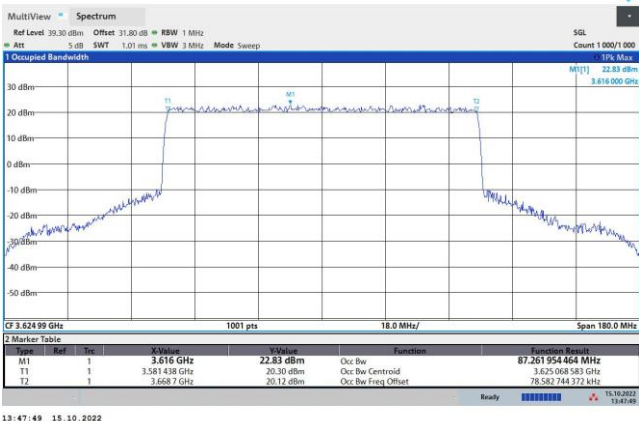 MultiView Spectrum
Ref Level 39.30 dBm Offset 31.80 dB RBW 1 MHz SGL
Att 5 dB SWT 1.01 ms VBW 3 MHz Mode Sweep Count 1 000/1 000
1 Occupied Bandwidth 1Pk Max
M1[1] 22.83 dBm
3.616 000 GHz
30 dBm
M1
T1 T2
20 dBm
10 dBm
0 dBm
-10 dBm
-20 dBm
-30 dBm
-40 dBm
-50 dBm
CF 3.624 99 GHz 1001 pts 18.0 MHz/ Span 180.0 MHz
2 Marker Table
Type Ref Trc X-Value Y-Value Function Function Result
M1 1 3.616 GHz 22.83 dBm Occ Bw 87.261 954 464 MHz
T1 1 3.581 438 GHz 20.30 dBm Occ Bw Centroid 3.625 068 583 GHz
T2 1 3.668 7 GHz 20.12 dBm Occ Bw Freq Offset 78.582 744 372 kHz
Ready 15.10.2022
13:47:49
13:47:49 15.10.2022